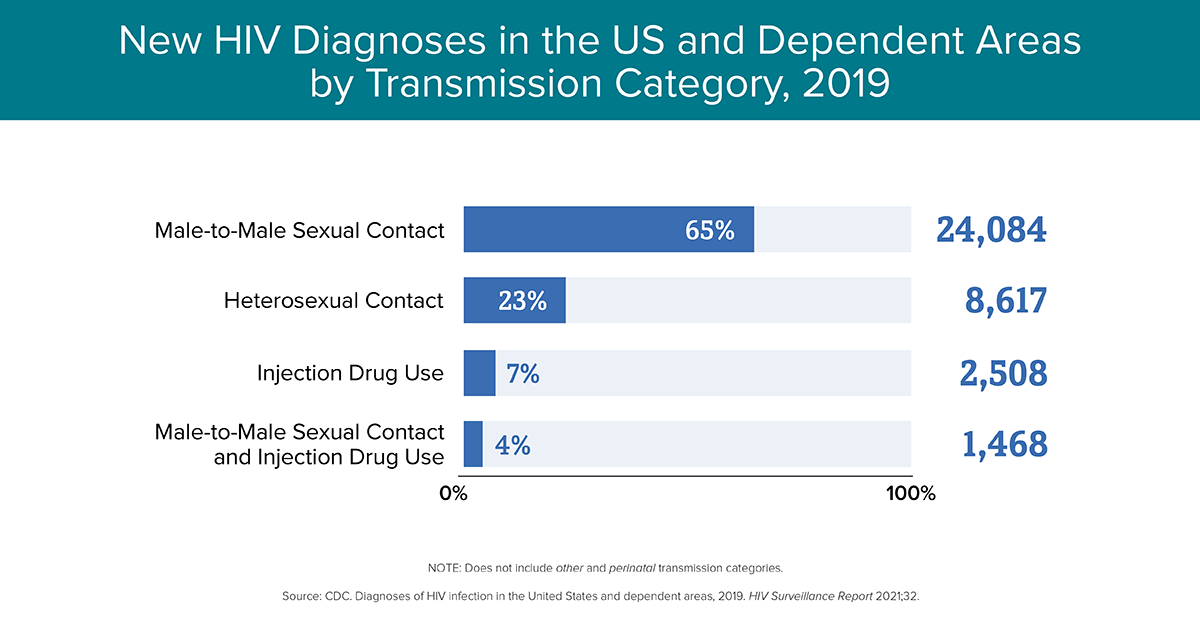 New HIV Diagnoses in the US and Dependent Areas
by Transmission Category, 2019
Male-to-Male Sexual Contact 65% 24,084
Heterosexual Contact 23% 8,617
Injection Drug Use 7% 2,508
Male-to-Male Sexual Contact
and Injection Drug Use 4% 1,468
0% 100%
NOTE: Does not include other and perinatal transmission categories.
Source: CDC. Diagnoses of HIV infection in the United States and dependent areas, 2019. HIV Surveillance Report 2021;32.